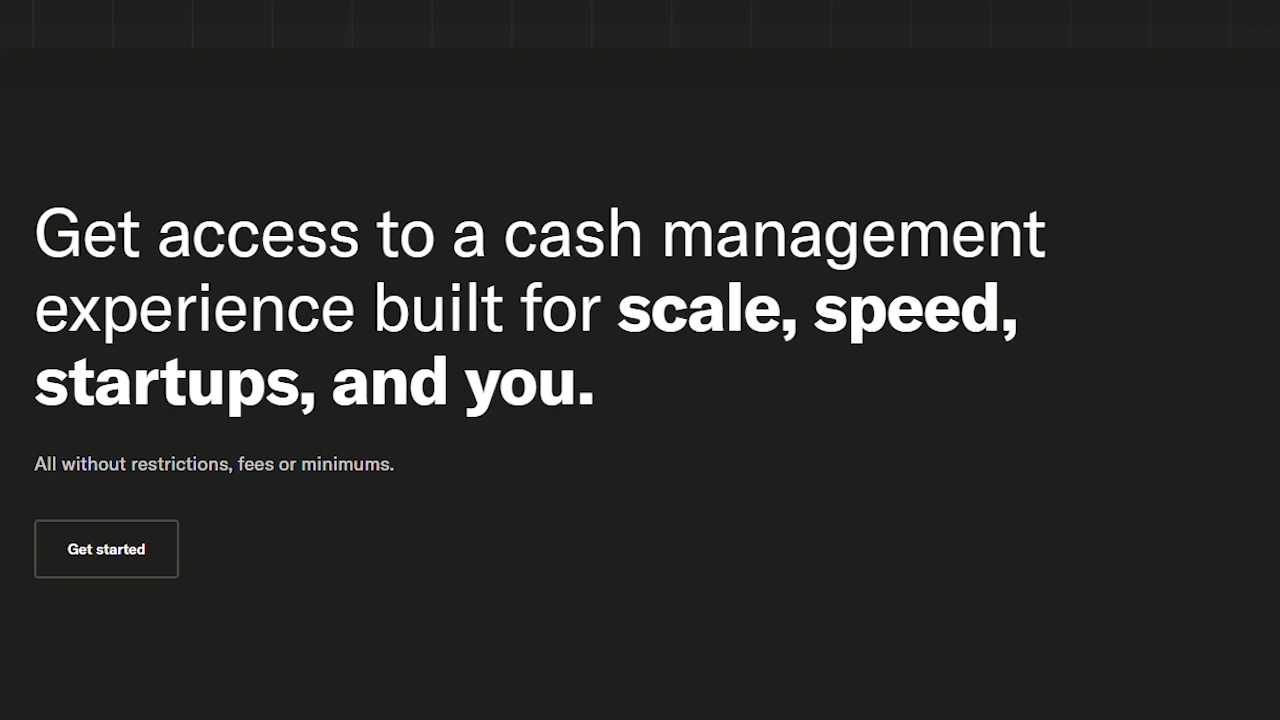 Get access to a cash management
experience built for scale, speed,
startups, and you.
All without restrictions, fees or minimums.
Get started